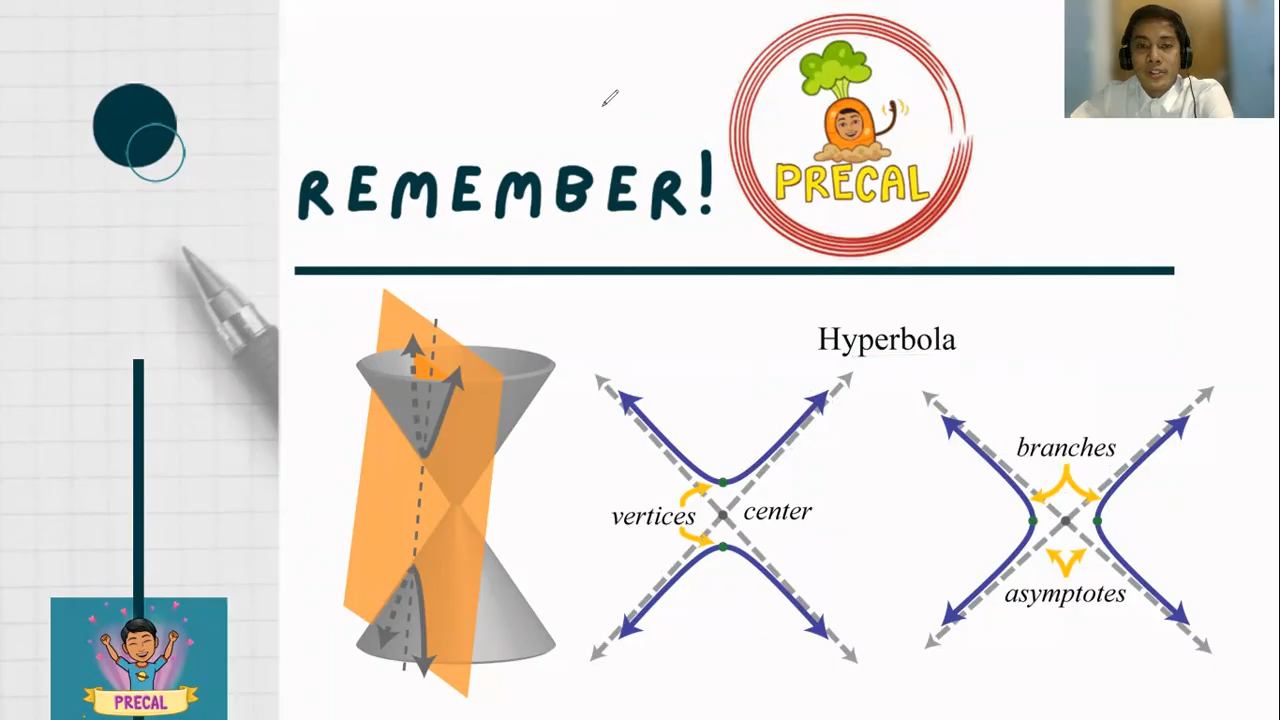 REMEMBER!
PRECAL
Hyperbola
vertices
center
branches
asymptotes
PRECAL